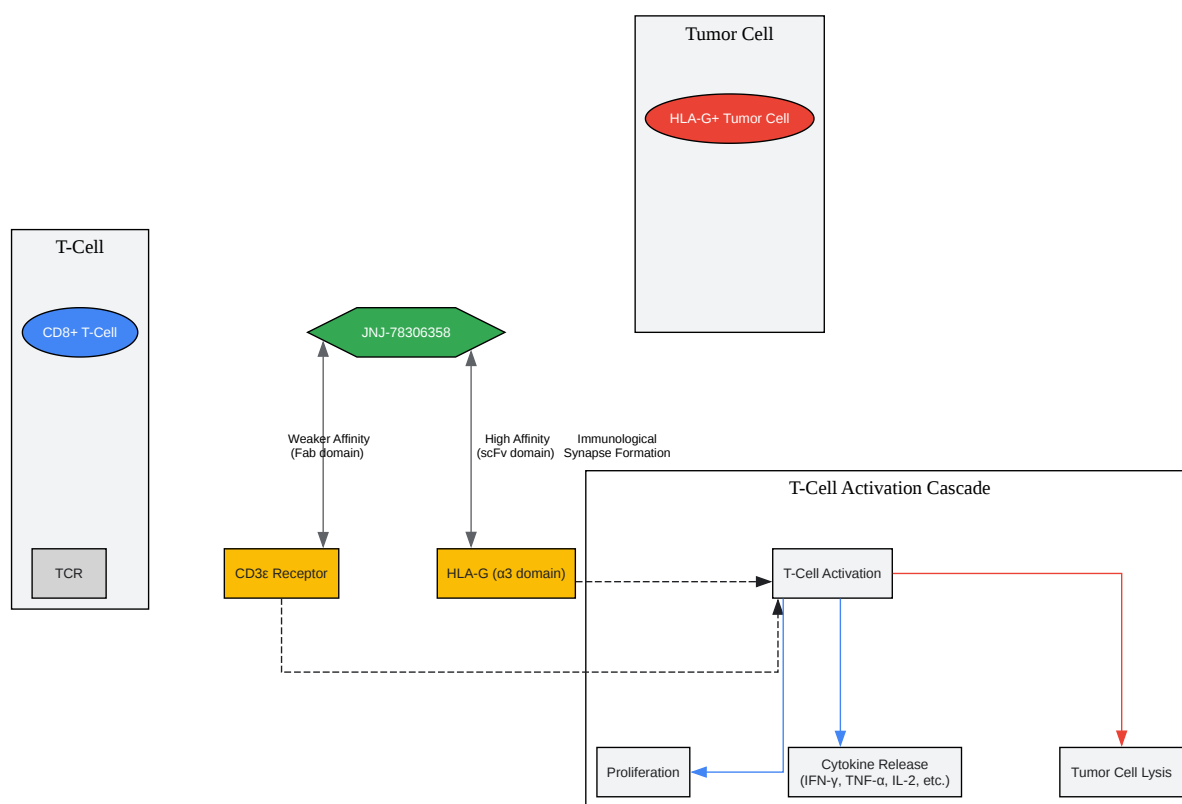 Tumor Cell
HLA-G+ Tumor Cell
T-Cell
CD8+ T-Cell
JNJ-78306358
Weaker Affinity
(Fab domain)
High Affinity
(scFv domain)
Immunological
Synapse Formation
T-Cell Activation Cascade
TCR
CD3ε Receptor
HLA-G (α3 domain)
T-Cell Activation
Proliferation
Cytokine Release
(IFN-γ, TNF-α, IL-2, etc.)
Tumor Cell Lysis